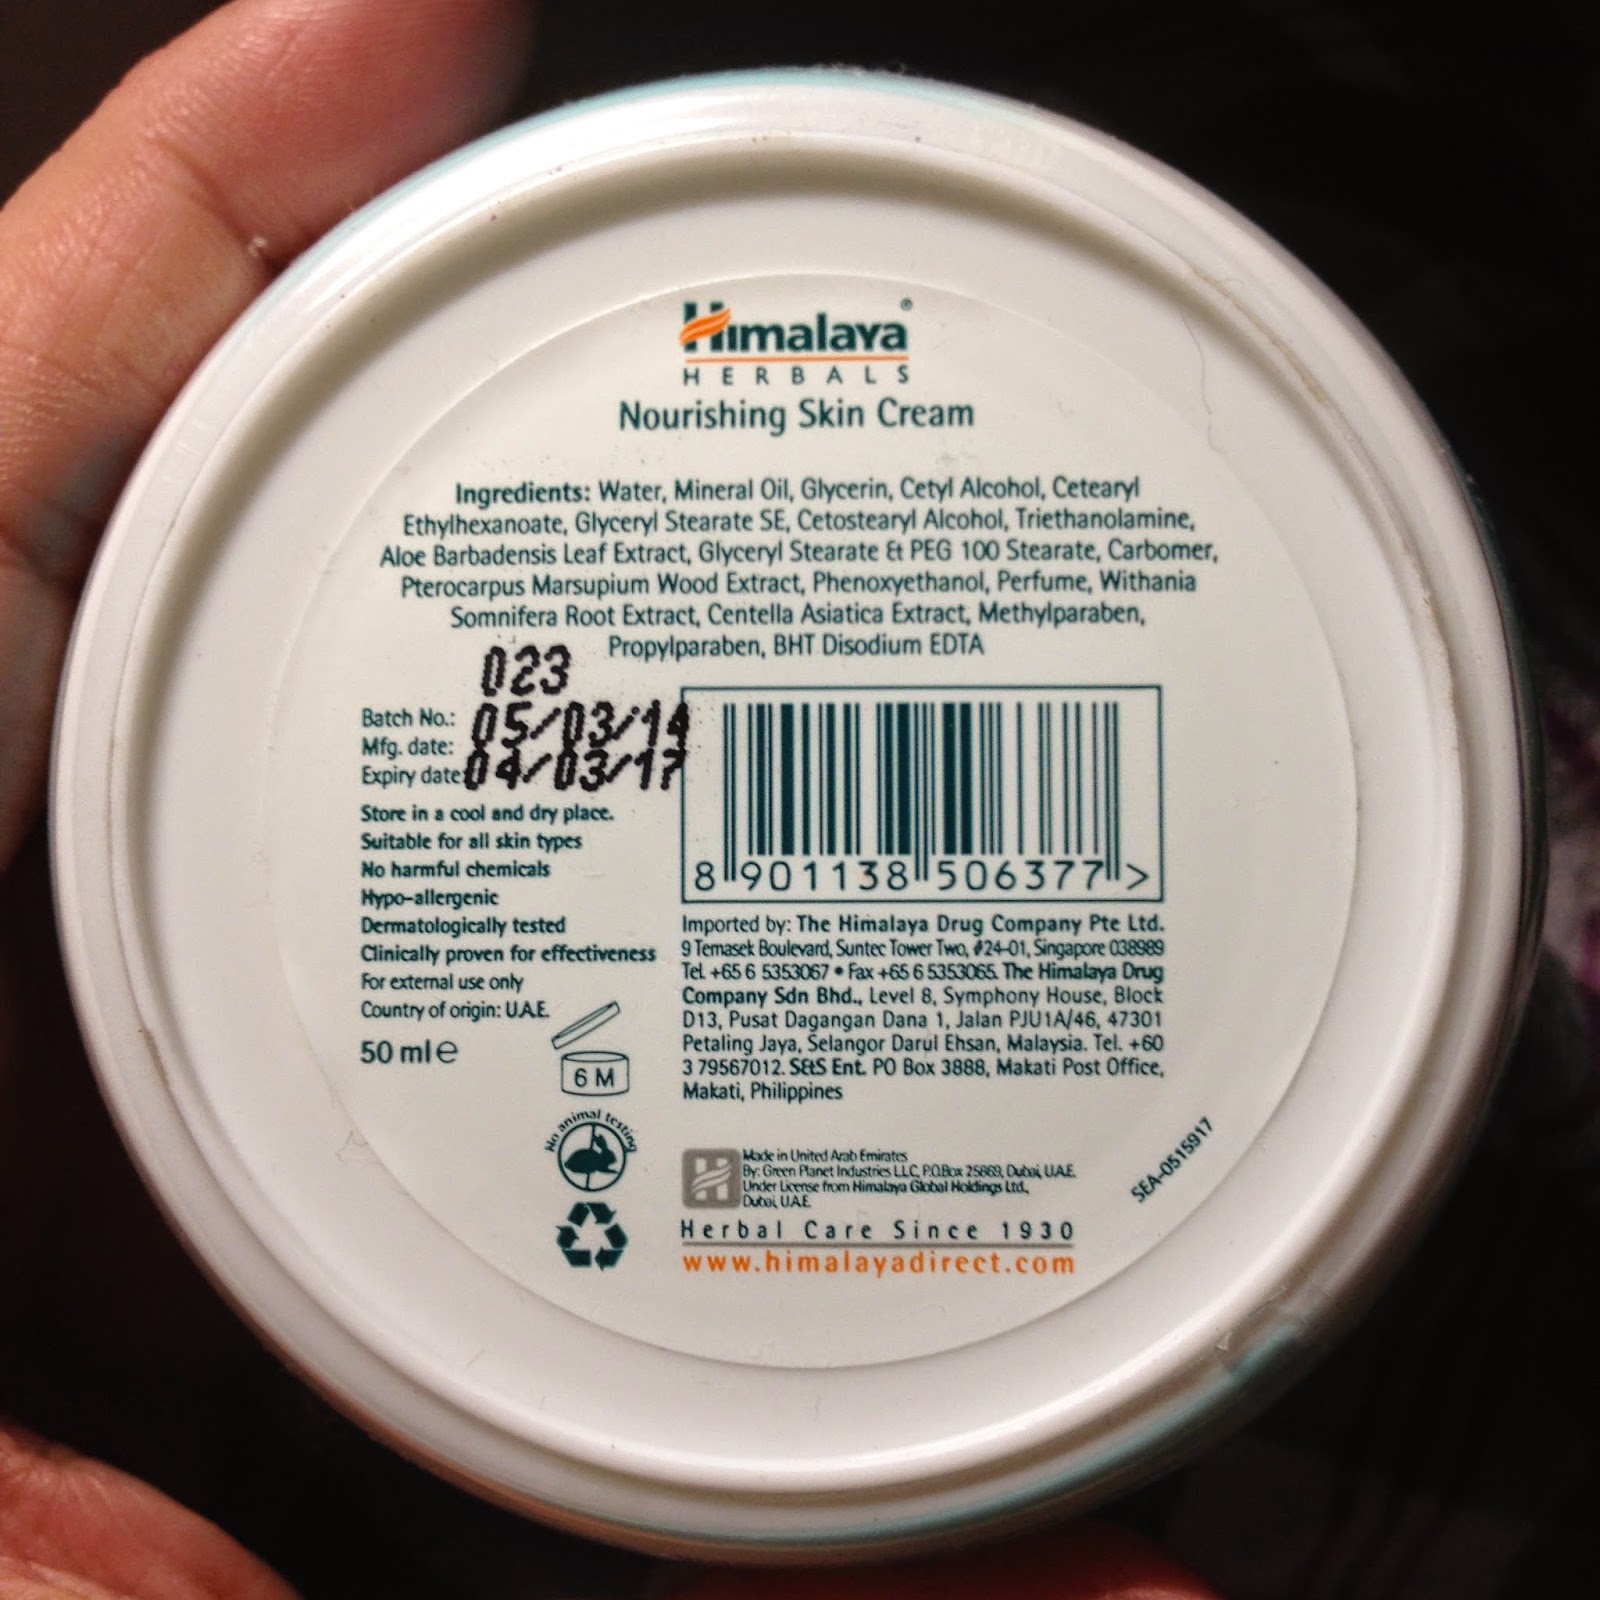 Himalaya®
HERBALS
Nourishing Skin Cream
Ingredients: Water, Mineral Oil, Glycerin, Cetyl Alcohol, Cetearyl
Ethylhexanoate, Glyceryl Stearate SE, Cetostearyl Alcohol, Triethanolamine,
Aloe Barbadensis Leaf Extract, Glyceryl Stearate & PEG 100 Stearate, Carbomer,
Pterocarpus Marsupium Wood Extract, Phenoxyethanol, Perfume, Withania
Somnifera Root Extract, Centella Asiatica Extract, Methylparaben,
Propylparaben, BHT Disodium EDTA
023
Batch No.:
Mfg. date: 05/03/14
Expiry date: 04/03/17
Store in a cool and dry place.
Suitable for all skin types
No harmful chemicals
Hypo-allergenic
Dermatologically tested
Clinically proven for effectiveness
For external use only
Country of origin: U.A.E.
50 ml e
6 M
No animal testing
8 901138 506377 >
Imported by: The Himalaya Drug Company Pte Ltd.
9 Temasek Boulevard, Suntec Tower Two, #24-01, Singapore 038989
Tel. +65 6 5353067 • Fax +65 6 5353065. The Himalaya Drug
Company Sdn Bhd., Level 8, Symphony House, Block
D13, Pusat Dagangan Dana 1, Jalan PJU1A/46, 47301
Petaling Jaya, Selangor Darul Ehsan, Malaysia. Tel. +60
3 79567012. S&S Ent. PO Box 3888, Makati Post Office,
Makati, Philippines
Made in United Arab Emirates
By: Green Planet Industries LLC, P.O.Box 25869, Dubai, U.A.E.
Under License from Himalaya Global Holdings Ltd.,
Dubai, U.A.E.
Herbal Care Since 1930
www.himalayadirect.com
SEA-0515917